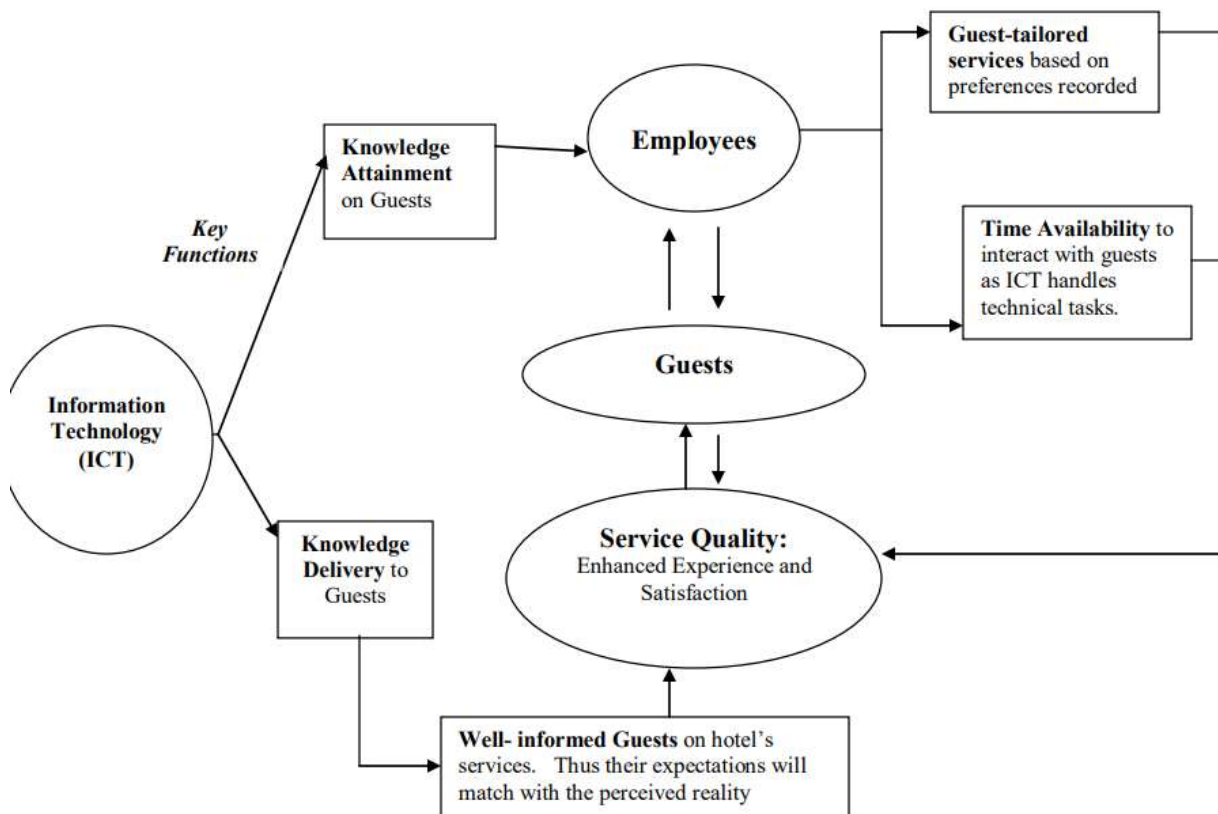 Guest-tailored
services based on
preferences recorded
Employees
Knowledge
Attainment
on Guests
Key
Functions
Time Availability to
interact with guests
as ICT handles
technical tasks.
Guests
Information
Technology
(ICT)
Service Quality:
Enhanced Experience and
Satisfaction
Knowledge
Delivery to
Guests
Well- informed Guests on hotel's
services. Thus their expectations will
match with the perceived reality